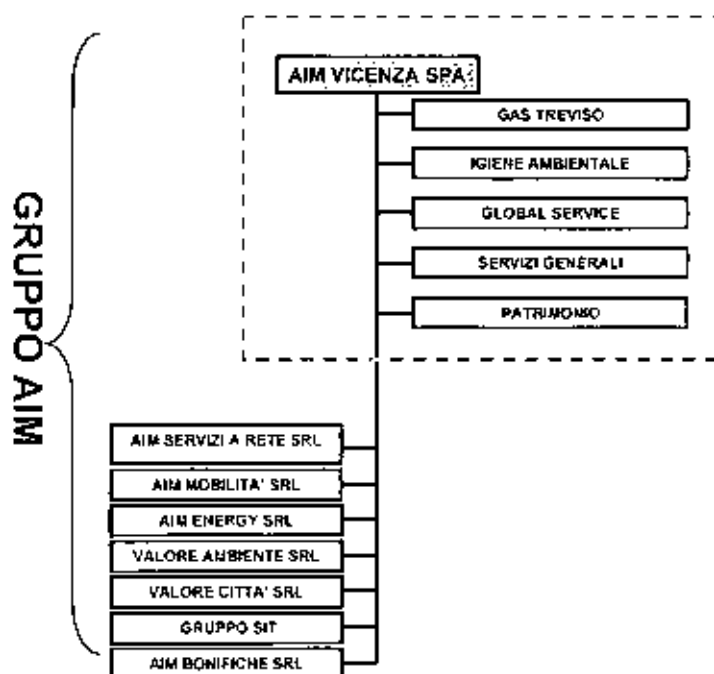 GRUPPO AIM
AIM VICENZA SPA
GAS TREVISO
IGIENE AMBIENTALE
GLOBAL SERVICE
SERVIZI GENERALI
PATRIMONIO
AIM SERVIZI A RETE SRL
AIM MOBILITA' SRL
AIM ENERGY SRL
VALORE AMBIENTE SRL
VALORE CITTA' SRL
GRUPPO SIT
AIM BONIFICHE SRL